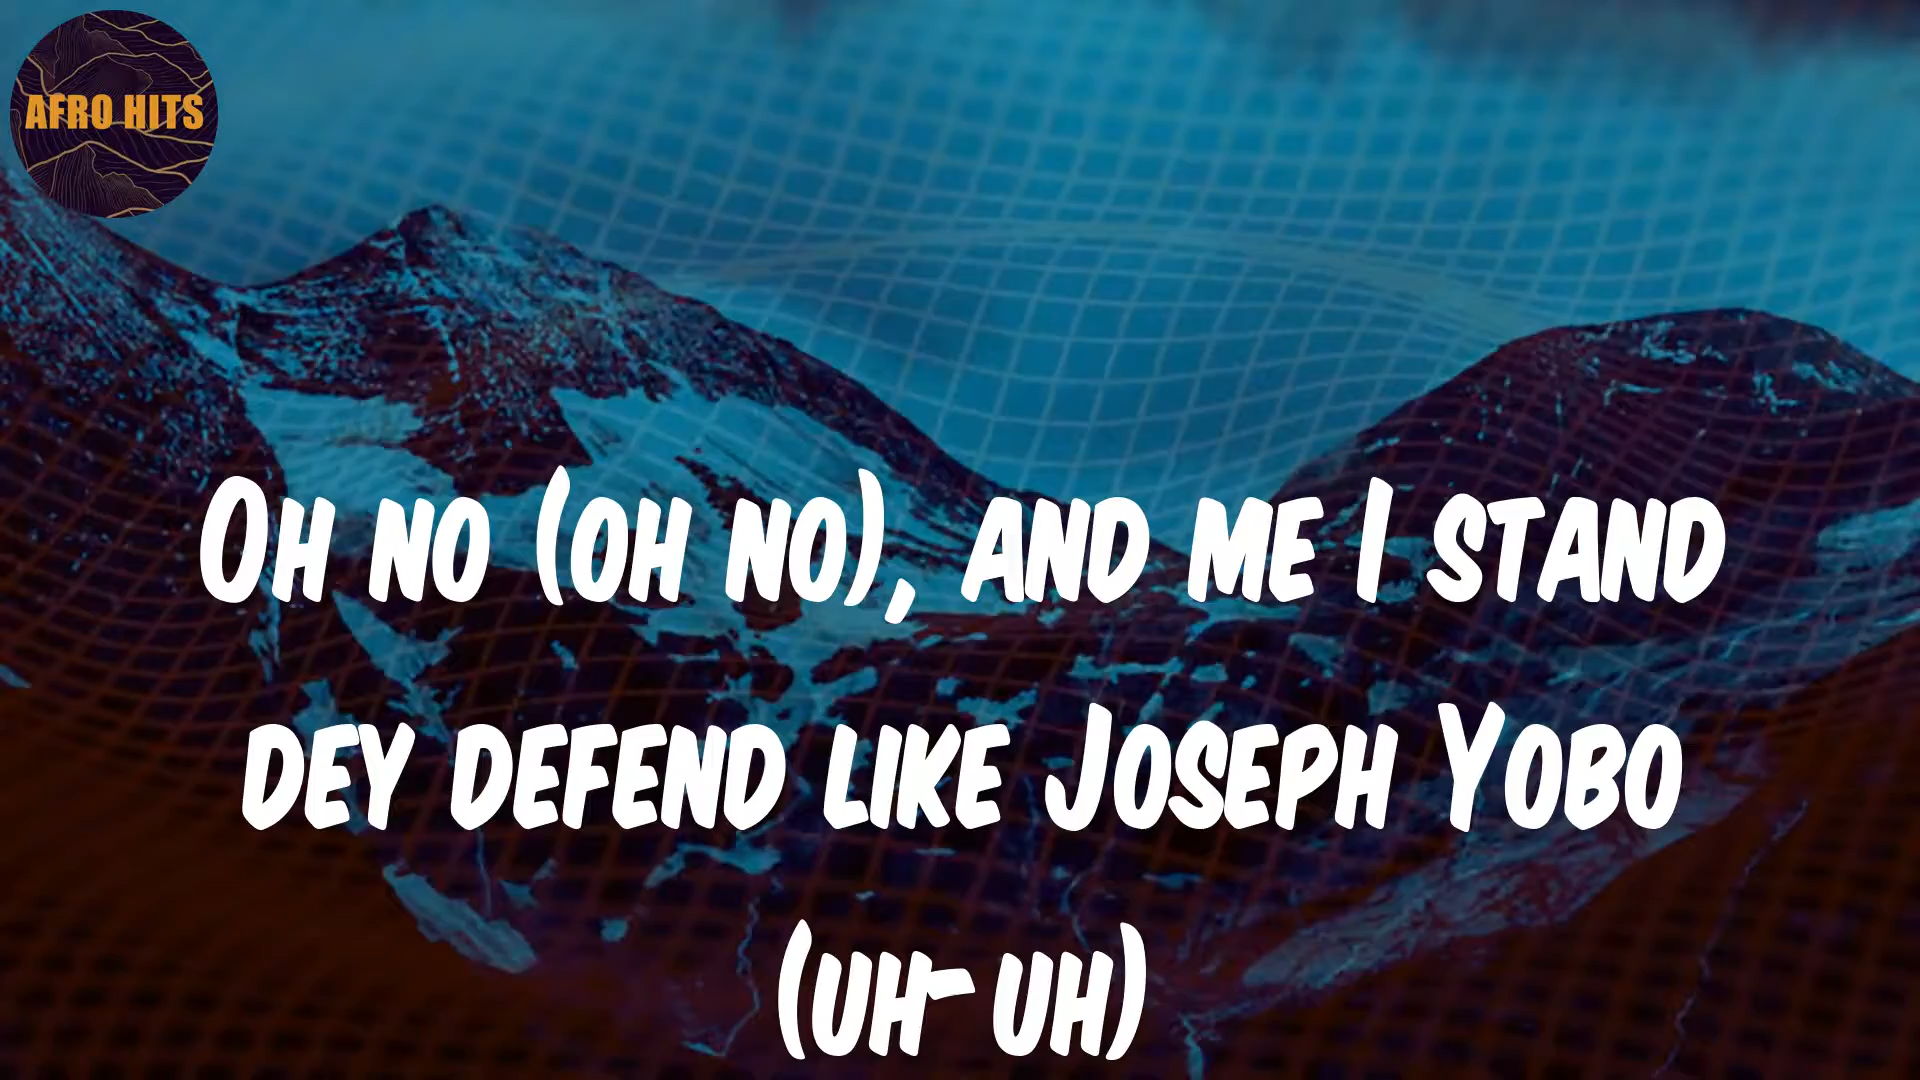 AFRO HITS
Oh no (oh no), and me I stand
dey defend like Joseph Yobo
(uh-uh)